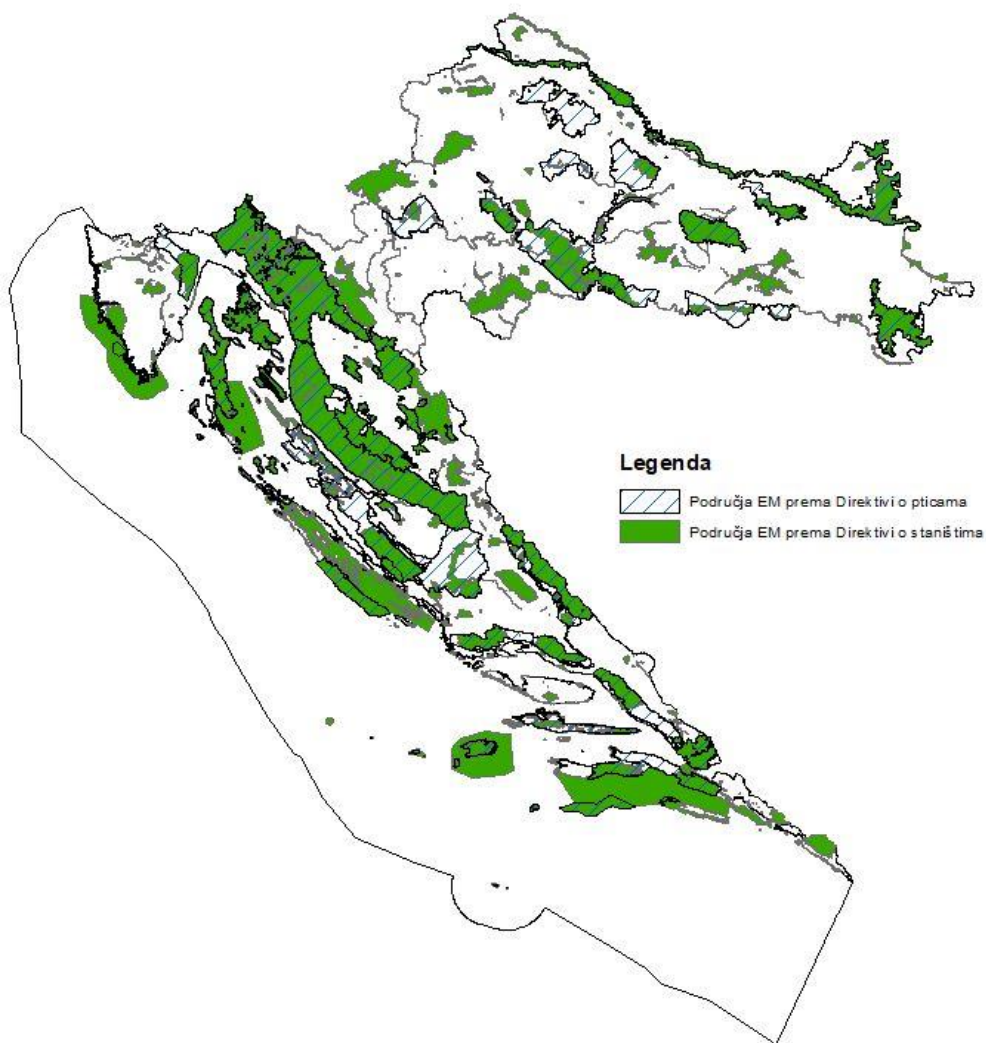 Legenda
Područja EM prema Direktivi o pticama
Područja EM prema Direktivi o staništima